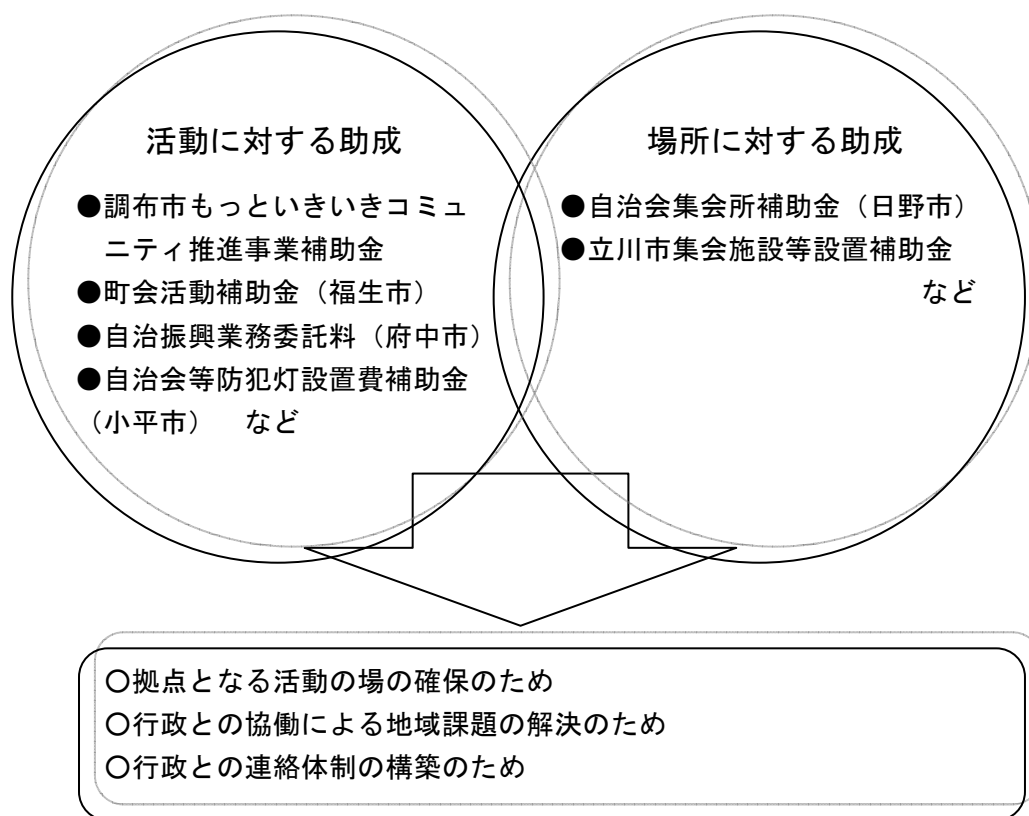 活動に対する助成
●調布市もっといきいきコミュ
ニティ推進事業補助金
●町会活動補助金（福生市）
●自治振興業務委託料（府中市）
●自治会等防犯灯設置費補助金
（小平市）　など
場所に対する助成
●自治会集会所補助金（日野市）
●立川市集会施設等設置補助金
など
○拠点となる活動の場の確保のため
○行政との協働による地域課題の解決のため
○行政との連絡体制の構築のため